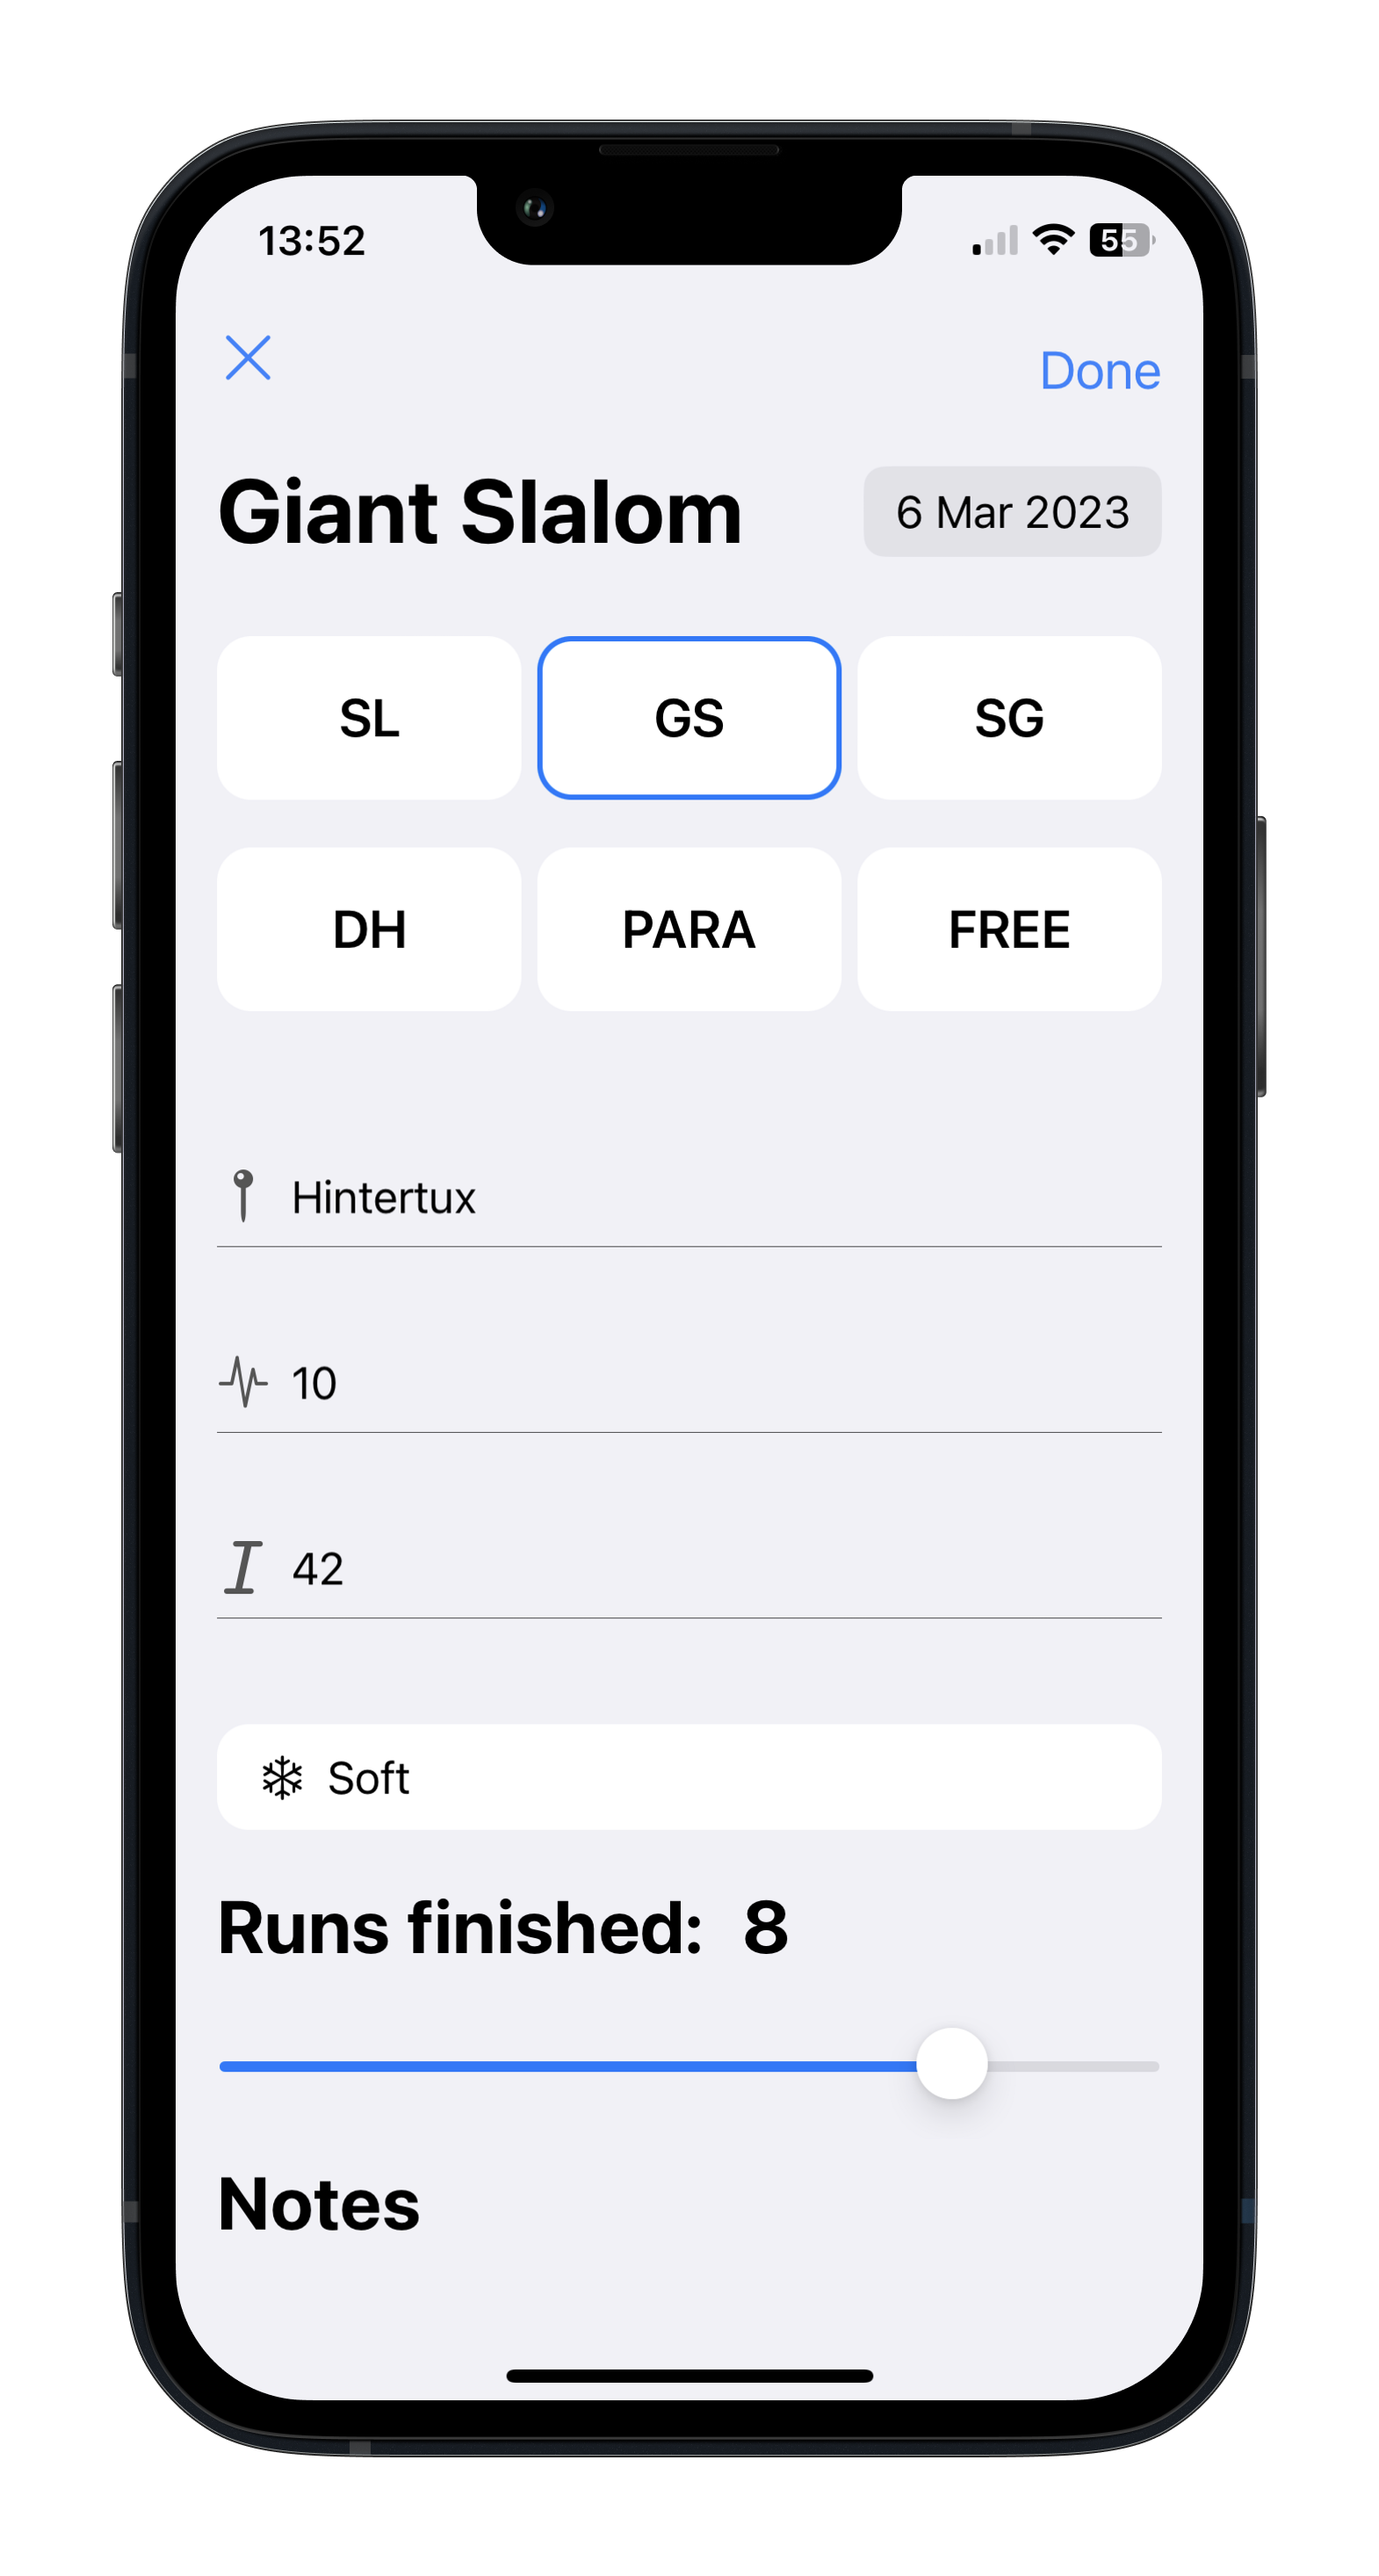 13:52
55
Done
Giant Slalom
6 Mar 2023
SL
GS
SG
DH
PARA
FREE
Hintertux
10
42
Soft
Runs finished: 8
Notes